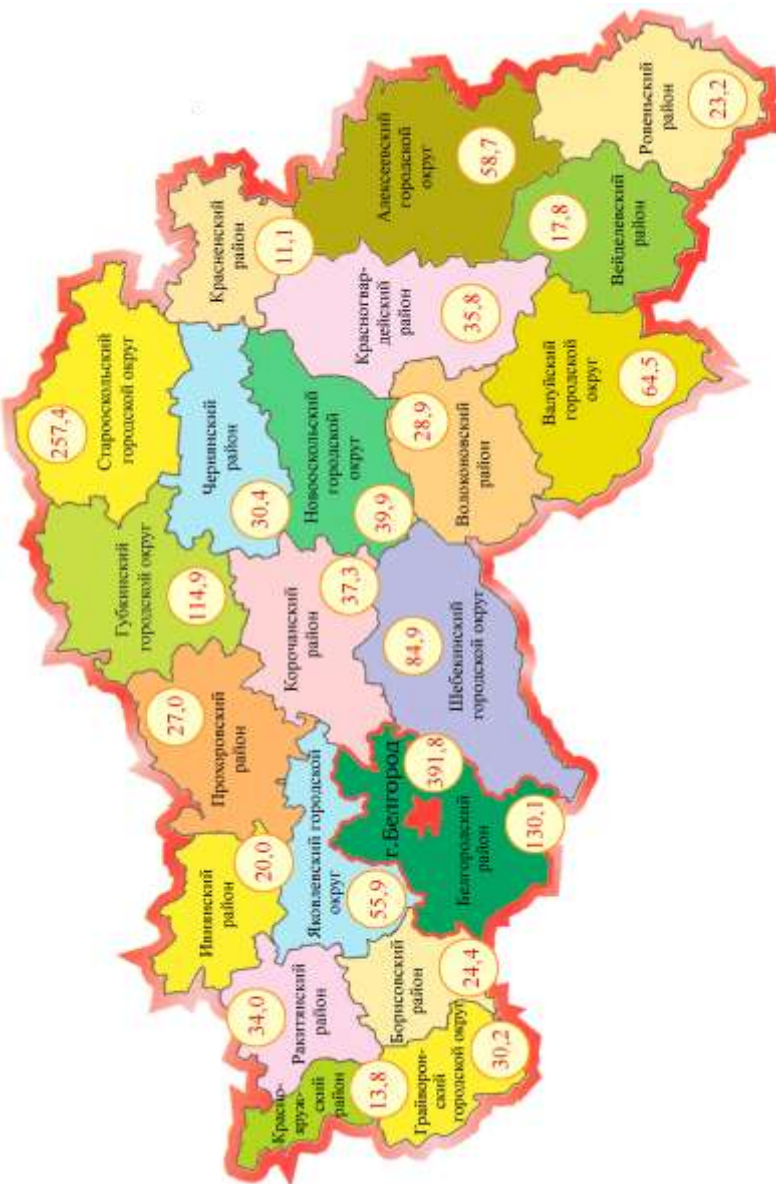 Красно-
яружский
район
13,8
Ракитянский
район
34,0
Грайворон-
ский
городской округ
30,2
Борисовский
район
24,4
Ивнянский
район
20,0
Яковлевский городской
округ
55,9
г.Белгород
391,8
Белгородский
район
130,1
Прохоровский
район
27,0
Корочанский
район
37,3
Шебекинский
городской округ
84,9
Губкинский
городской округ
114,9
Старооскольский
городской округ
257,4
Чернянский
район
30,4
Новооскольский
городской
округ
39,9
Волоконовский
район
28,9
Красненский
район
11,1
Красногвар-
дейский
район
35,8
Валуйский
городской
округ
64,5
Алексеевский
городской
округ
58,7
Вейделевский
район
17,8
Ровеньский
район
23,2